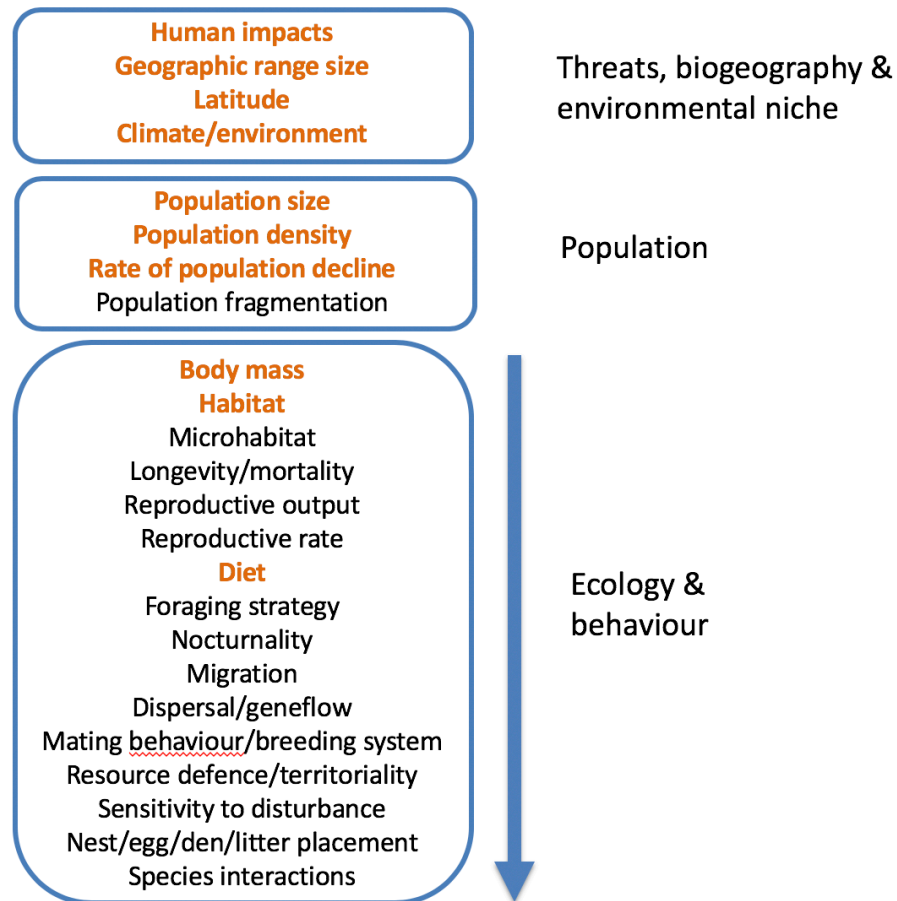 Human impacts
Geographic range size
Latitude
Climate/environment
Threats, biogeography &
environmental niche
Population size
Population density
Rate of population decline
Population fragmentation
Population
Body mass
Habitat
Microhabitat
Longevity/mortality
Reproductive output
Reproductive rate
Diet
Foraging strategy
Nocturnality
Migration
Dispersal/geneflow
Mating behaviour/breeding system
Resource defence/territoriality
Sensitivity to disturbance
Nest/egg/den/litter placement
Species interactions
Ecology &
behaviour